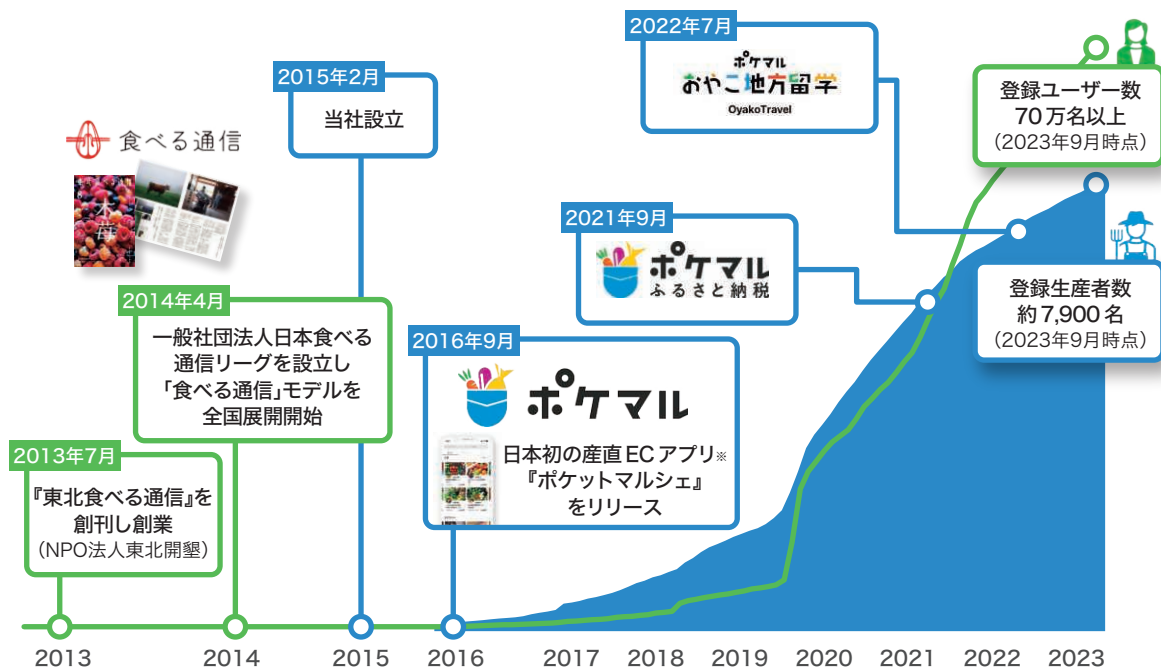 2013年7月
『東北食べる通信』を
創刊し創業
(NPO法人東北開墾)
食べる通信
木苺
2014年4月
一般社団法人日本食べる
通信リーグを設立し
「食べる通信」モデルを
全国展開開始
2015年2月
当社設立
2016年9月
ポケマル
日本初の産直ECアプリ※
『ポケットマルシェ』
をリリース
2021年9月
ポケマル
ふるさと納税
2022年7月
ポケマル
おやこ地方留学
OyakoTravel
登録ユーザー数
70万名以上
(2023年9月時点)
登録生産者数
約7,900名
(2023年9月時点)
2013 2014 2015 2016 2017 2018 2019 2020 2021 2022 2023